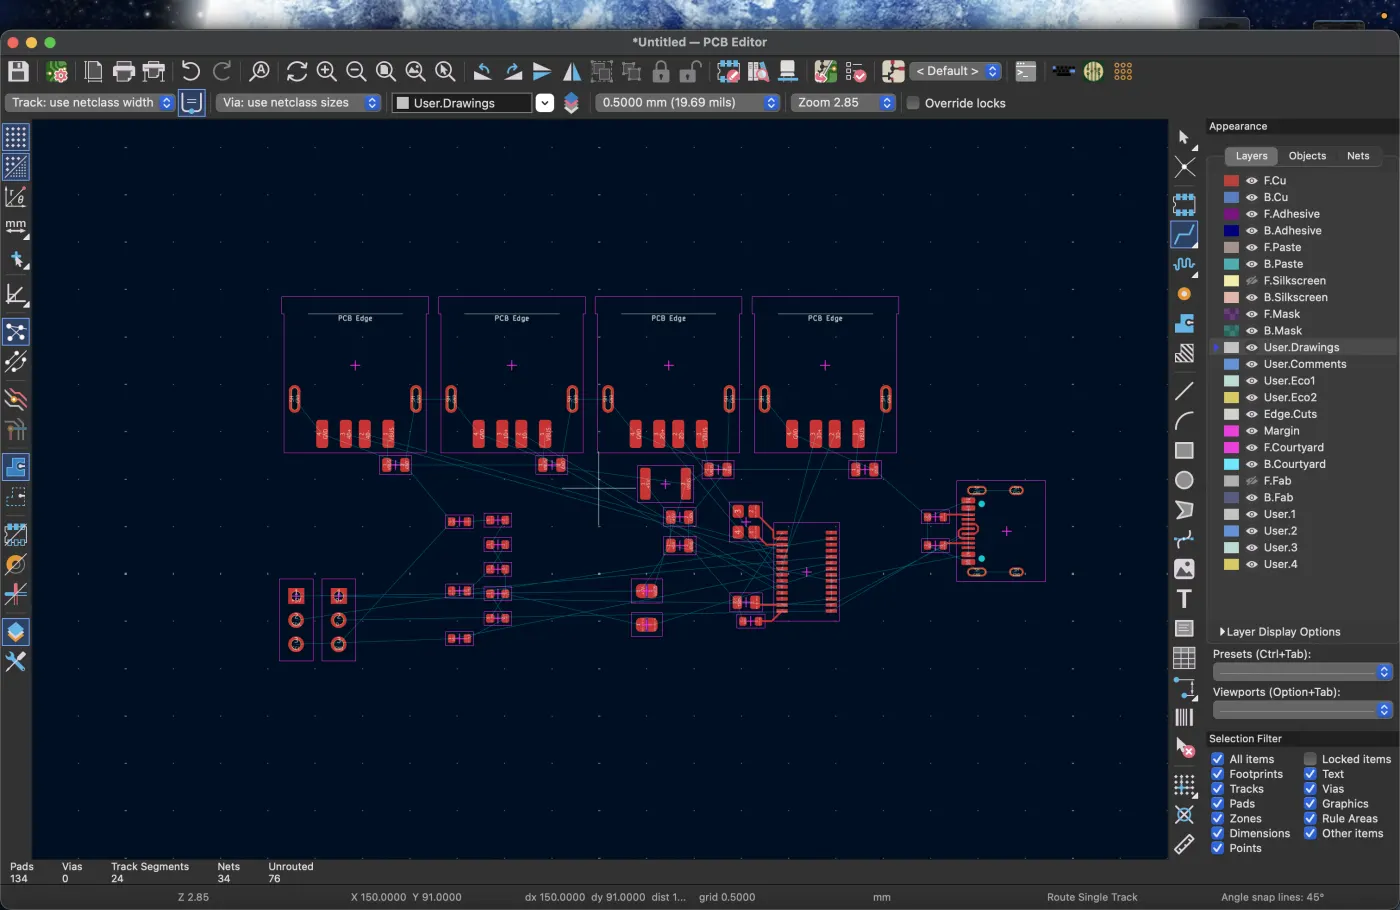 *Untitled — PCB Editor
< Default >
Track: use netclass width
Via: use netclass sizes
User.Drawings
0.5000 mm (19.69 mils)
Zoom 2.85
Override locks
mm
PCB Edge
PCB Edge
PCB Edge
PCB Edge
Appearance
Layers
Objects
Nets
F.Cu
B.Cu
F.Adhesive
B.Adhesive
F.Paste
B.Paste
F.Silkscreen
B.Silkscreen
F.Mask
B.Mask
User.Drawings
User.Comments
User.Eco1
User.Eco2
Edge.Cuts
Margin
F.Courtyard
B.Courtyard
F.Fab
B.Fab
User.1
User.2
User.3
User.4
Layer Display Options
Presets (Ctrl+Tab):
Viewports (Option+Tab):
Selection Filter
All items
Locked items
Footprints
Text
Tracks
Vias
Pads
Graphics
Zones
Rule Areas
Dimensions
Other items
Points
Pads
Vias
Track Segments
Nets
Unrouted
134
0
24
34
76
Z 2.85
X 150.0000 Y 91.0000
dx 150.0000 dy 91.0000 dist 1...
grid 0.5000
mm
Route Single Track
Angle snap lines: 45°